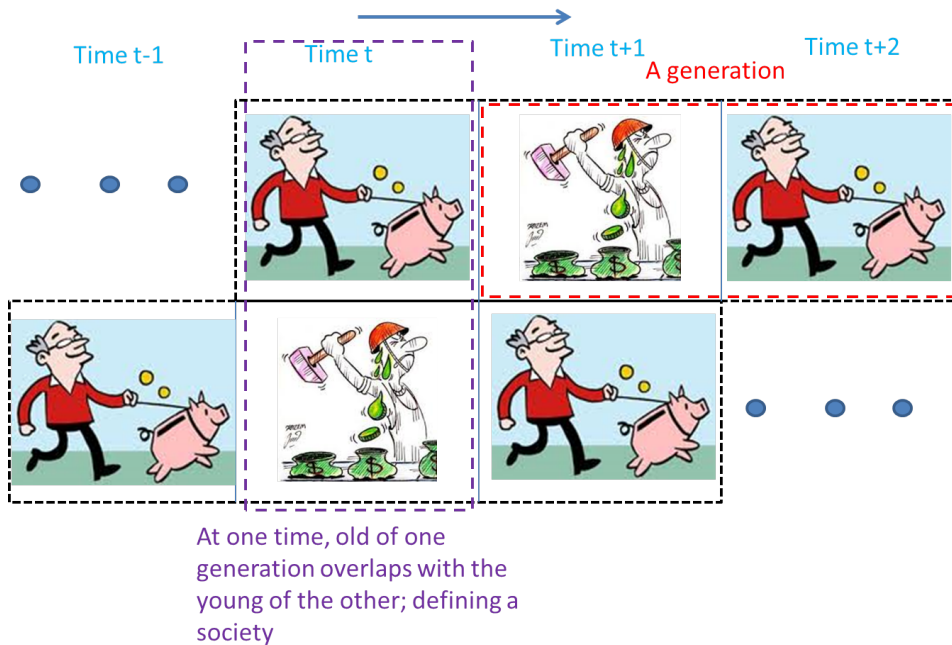 Time t-1
Time t
Time t+1
Time t+2
A generation
$
$
$
$
At one time, old of one
generation overlaps with the
young of the other; defining a
society